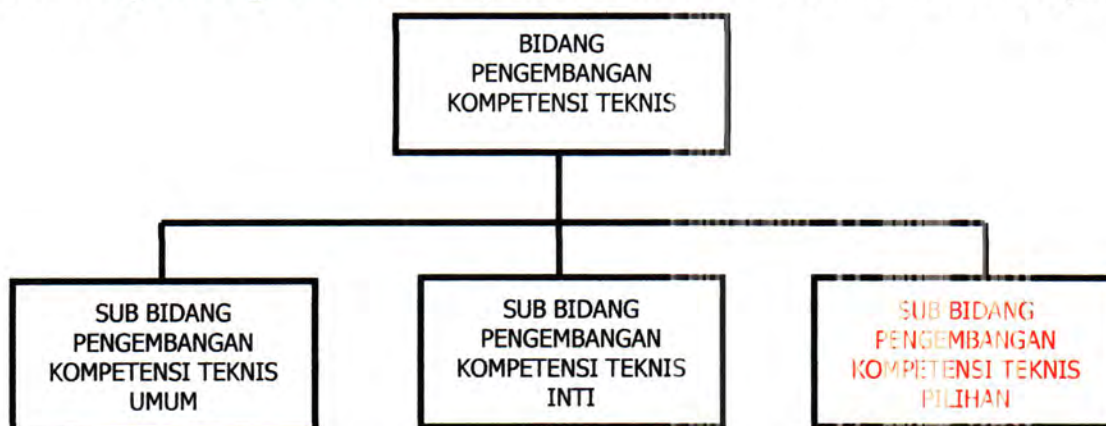 BIDANG
PENGEMBANGAN
KOMPETENSI TEKNIS
SUB BIDANG
PENGEMBANGAN
KOMPETENSI TEKNIS
UMUM
SUB BIDANG
PENGEMBANGAN
KOMPETENSI TEKNIS
INTI
SUB BIDANG
PENGEMBANGAN
KOMPETENSI TEKNIS
PILIHAN